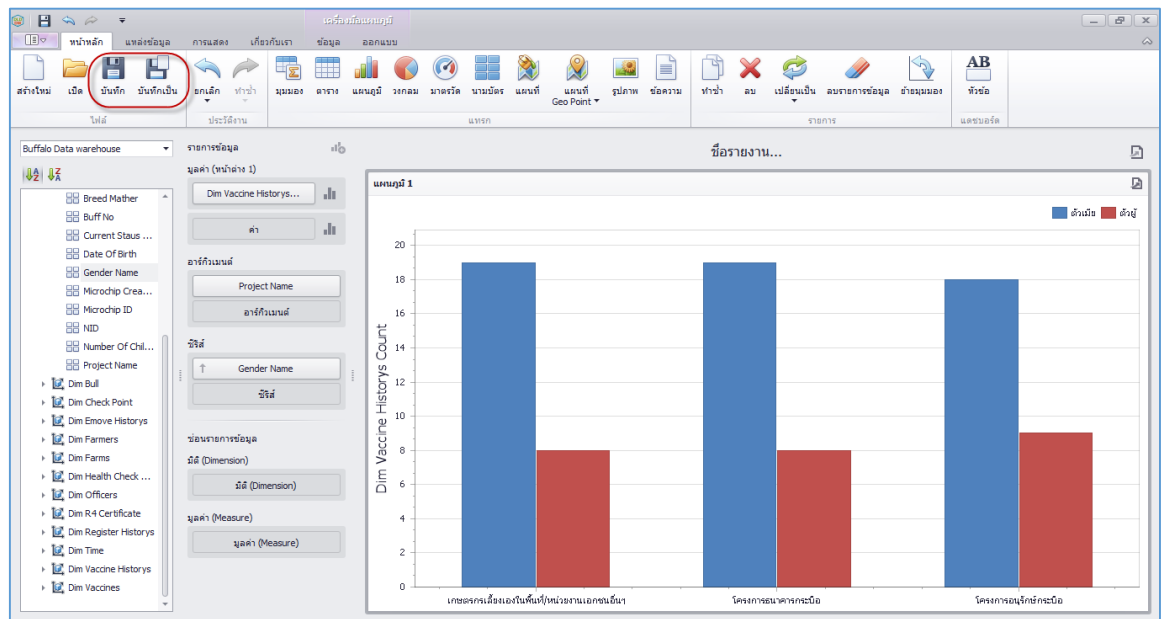 เครื่องมือแผนภูมิ
หน้าหลัก แหล่งข้อมูล การแสดง เกี่ยวกับเรา ข้อมูล ออกแบบ
สร้างใหม่ เปิด บันทึก บันทึกเป็น ยกเลิก ทำซ้ำ มุมมอง ตาราง แผนภูมิ วงกลม มาตรวัด นามบัตร แผนที่ แผนที่ Geo Point รูปภาพ ข้อความ ทำซ้ำ ลบ เปลี่ยนเป็น ลบรายการข้อมูล ย้ายมุมมอง AB หัวข้อ
ไฟล์ ประวัติงาน แทรก รายการ แดชบอร์ด
Buffalo Data warehouse
Breed Mather
Buff No
Current Staus ...
Date Of Birth
Gender Name
Microchip Crea...
Microchip ID
NID
Number Of Chil...
Project Name
Dim Bull
Dim Check Point
Dim Emove Historys
Dim Farmers
Dim Farms
Dim Health Check ...
Dim Officers
Dim R4 Certificate
Dim Register Historys
Dim Time
Dim Vaccine Historys
Dim Vaccines
รายการข้อมูล
มูลค่า (หน้าต่าง 1)
Dim Vaccine Historys...
ค่า
อาร์กิวเมนต์
Project Name
อาร์กิวเมนต์
ซีรีส์
Gender Name
ซีรีส์
ซ่อนรายการข้อมูล
มิติ (Dimension)
มิติ (Dimension)
มูลค่า (Measure)
มูลค่า (Measure)
ชื่อรายงาน...
แผนภูมิ 1
ตัวเมีย ตัวผู้
Dim Vaccine Historys Count
20
18
16
14
12
10
8
6
4
2
0
เกษตรกรเลี้ยงเองในพื้นที่/หน่วยงานเอกชนอื่นๆ โครงการธนาคารกระบือ โครงการอนุรักษ์กระบือ